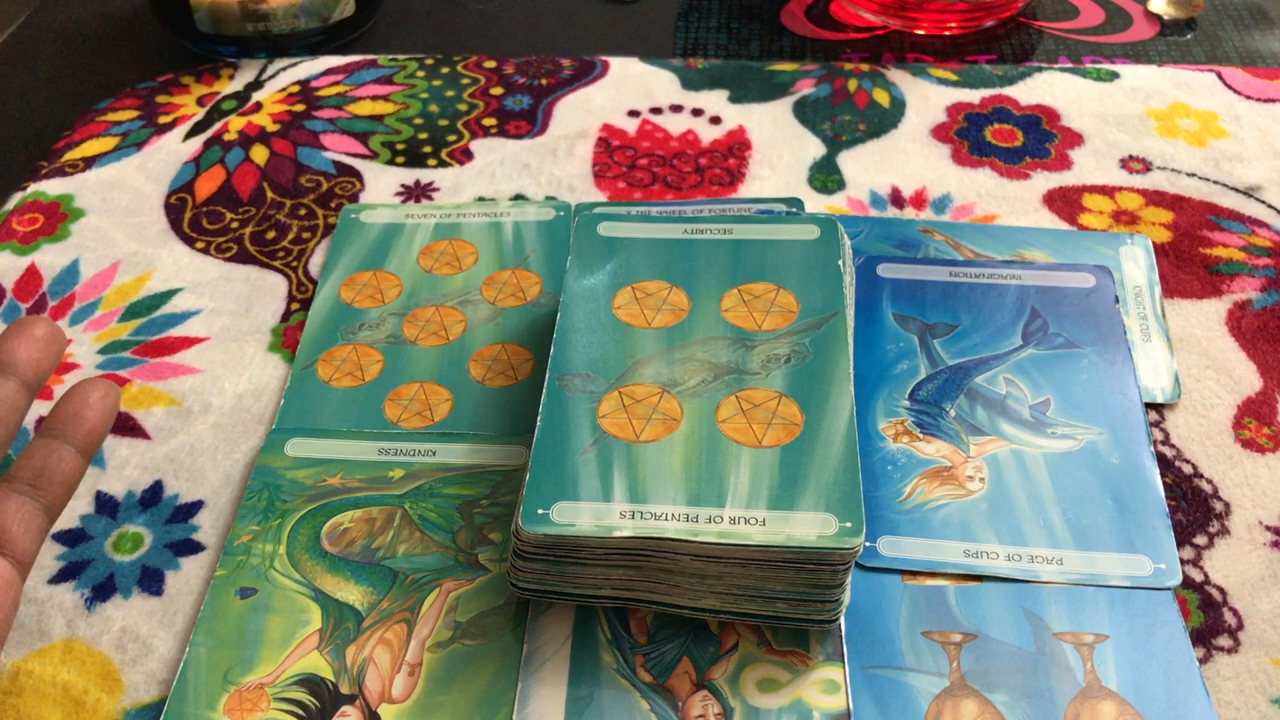 SEVEN OF PENTACLES
X THE WHEEL OF FORTUNE
SECURITY
IMAGINATION
KNIGHT OF CUPS
KINDNESS
FOUR OF PENTACLES
PAGE OF CUPS